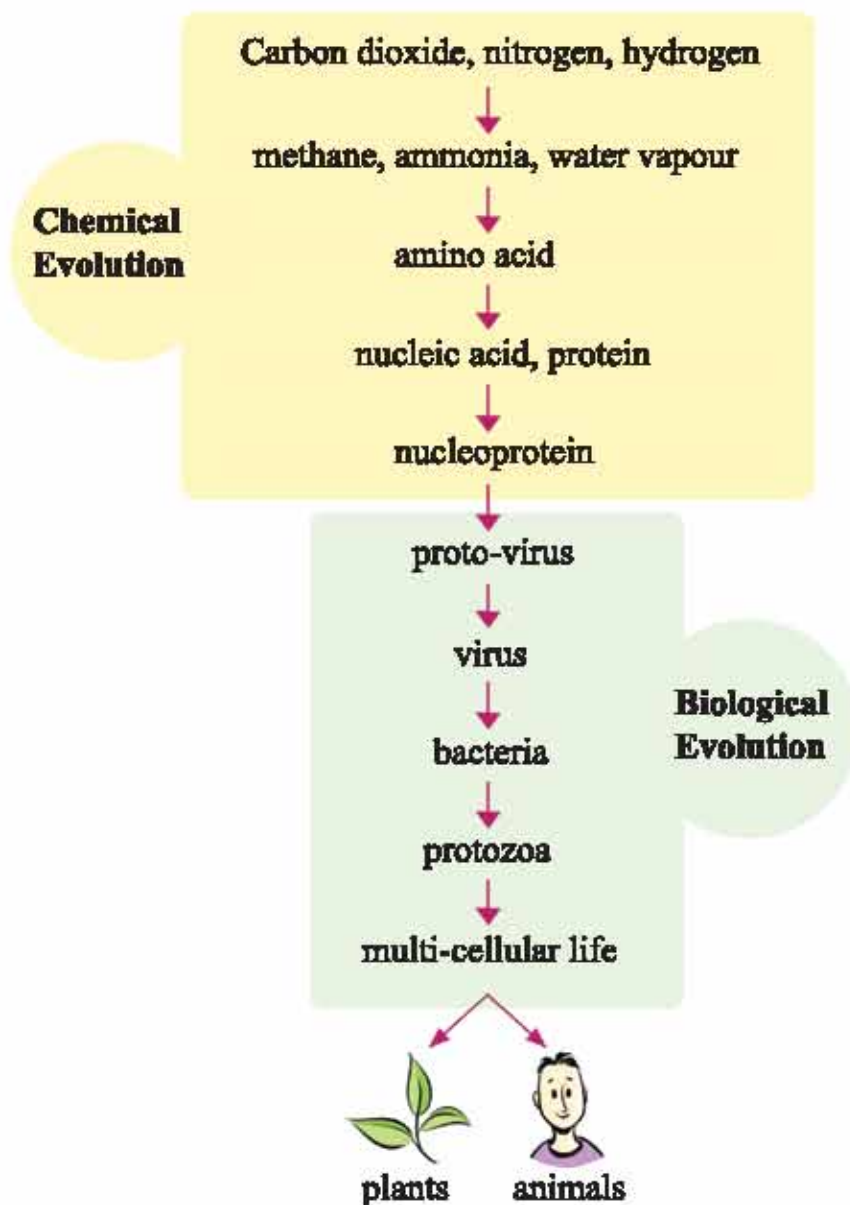 Carbon dioxide, nitrogen, hydrogen
methane, ammonia, water vapour
Chemical
Evolution
amino acid
nucleic acid, protein
nucleoprotein
proto-virus
virus
Biological
Evolution
bacteria
protozoa
multi-cellular life
plants
animals